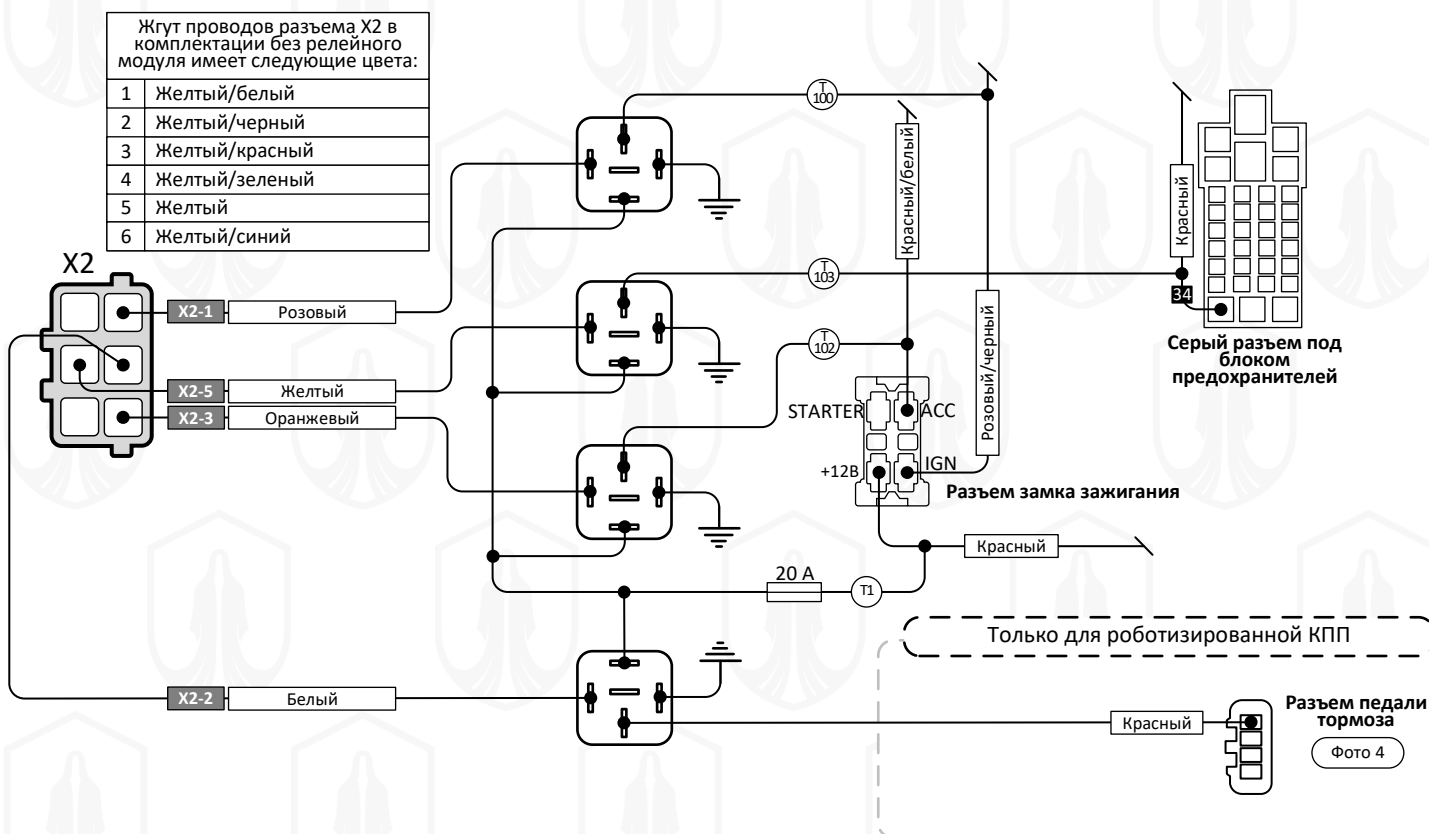 Жгут проводов разъема X2 в
комплектации без релейного
модуля имеет следующие цвета:
1 Желтый/белый
2 Желтый/черный
3 Желтый/красный
4 Желтый/зеленый
5 Желтый
6 Желтый/синий
X2
X2-1 Розовый
X2-5 Желтый
X2-3 Оранжевый
X2-2 Белый
T
100
T
103
T
102
Красный/белый
Розовый/черный
Красный
34
Серый разъем под
блоком
предохранителей
STARTER ACC
+12В IGN
Разъем замка зажигания
Красный
20 А
T1
Только для роботизированной КПП
Красный
Разъем педали
тормоза
Фото 4